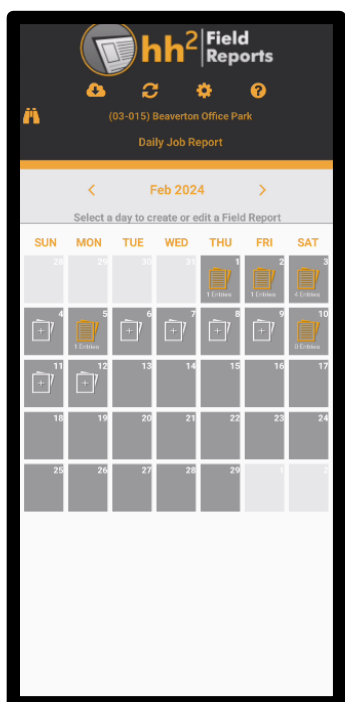 hh² Field Reports
?
(03-015) Beaverton Office Park
Daily Job Report
< Feb 2024 >
Select a day to create or edit a Field Report
SUN MON TUE WED THU FRI SAT
28 29 30 31 1 2 3
1 Entries 1 Entries 4 Entries
4 5 6 7 8 9 10
Entries 0 Entries
11 12 13 14 15 16 17
18 19 20 21 22 23 24
25 26 27 28 29 1 2